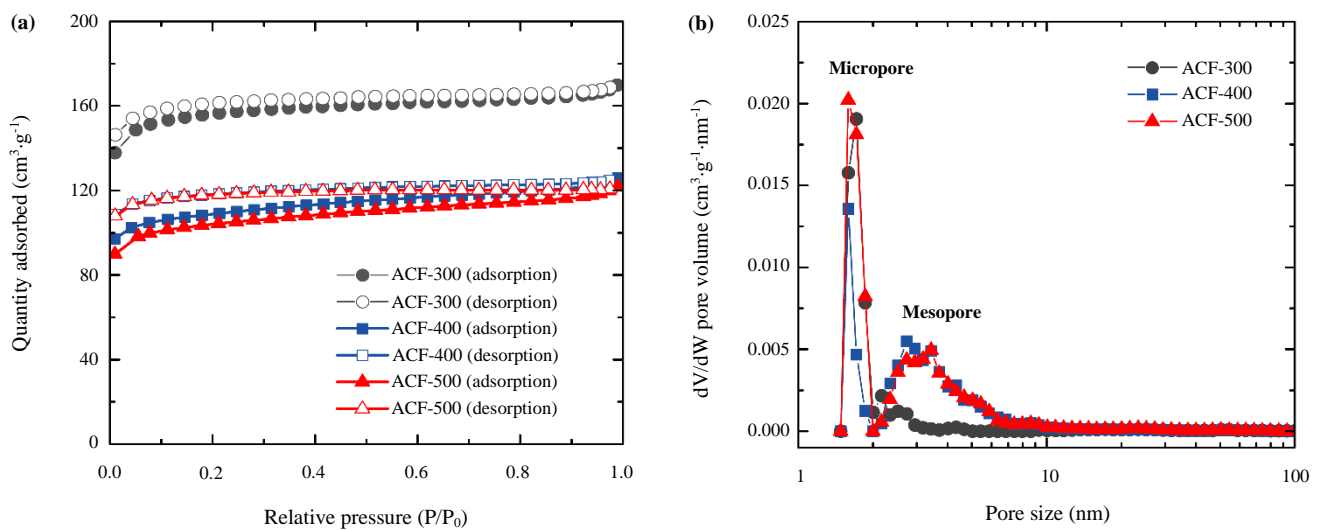 (a)
200
160
120
80
40
0
0.0 0.2 0.4 0.6 0.8 1.0
Quantity adsorbed (cm³·g⁻¹)
Relative pressure (P/P₀)
ACF-300 (adsorption)
ACF-300 (desorption)
ACF-400 (adsorption)
ACF-400 (desorption)
ACF-500 (adsorption)
ACF-500 (desorption)
(b)
0.025
0.020
0.015
0.010
0.005
0.000
1 10 100
dV/dW pore volume (cm³·g⁻¹·nm⁻¹)
Pore size (nm)
Micropore
Mesopore
ACF-300
ACF-400
ACF-500